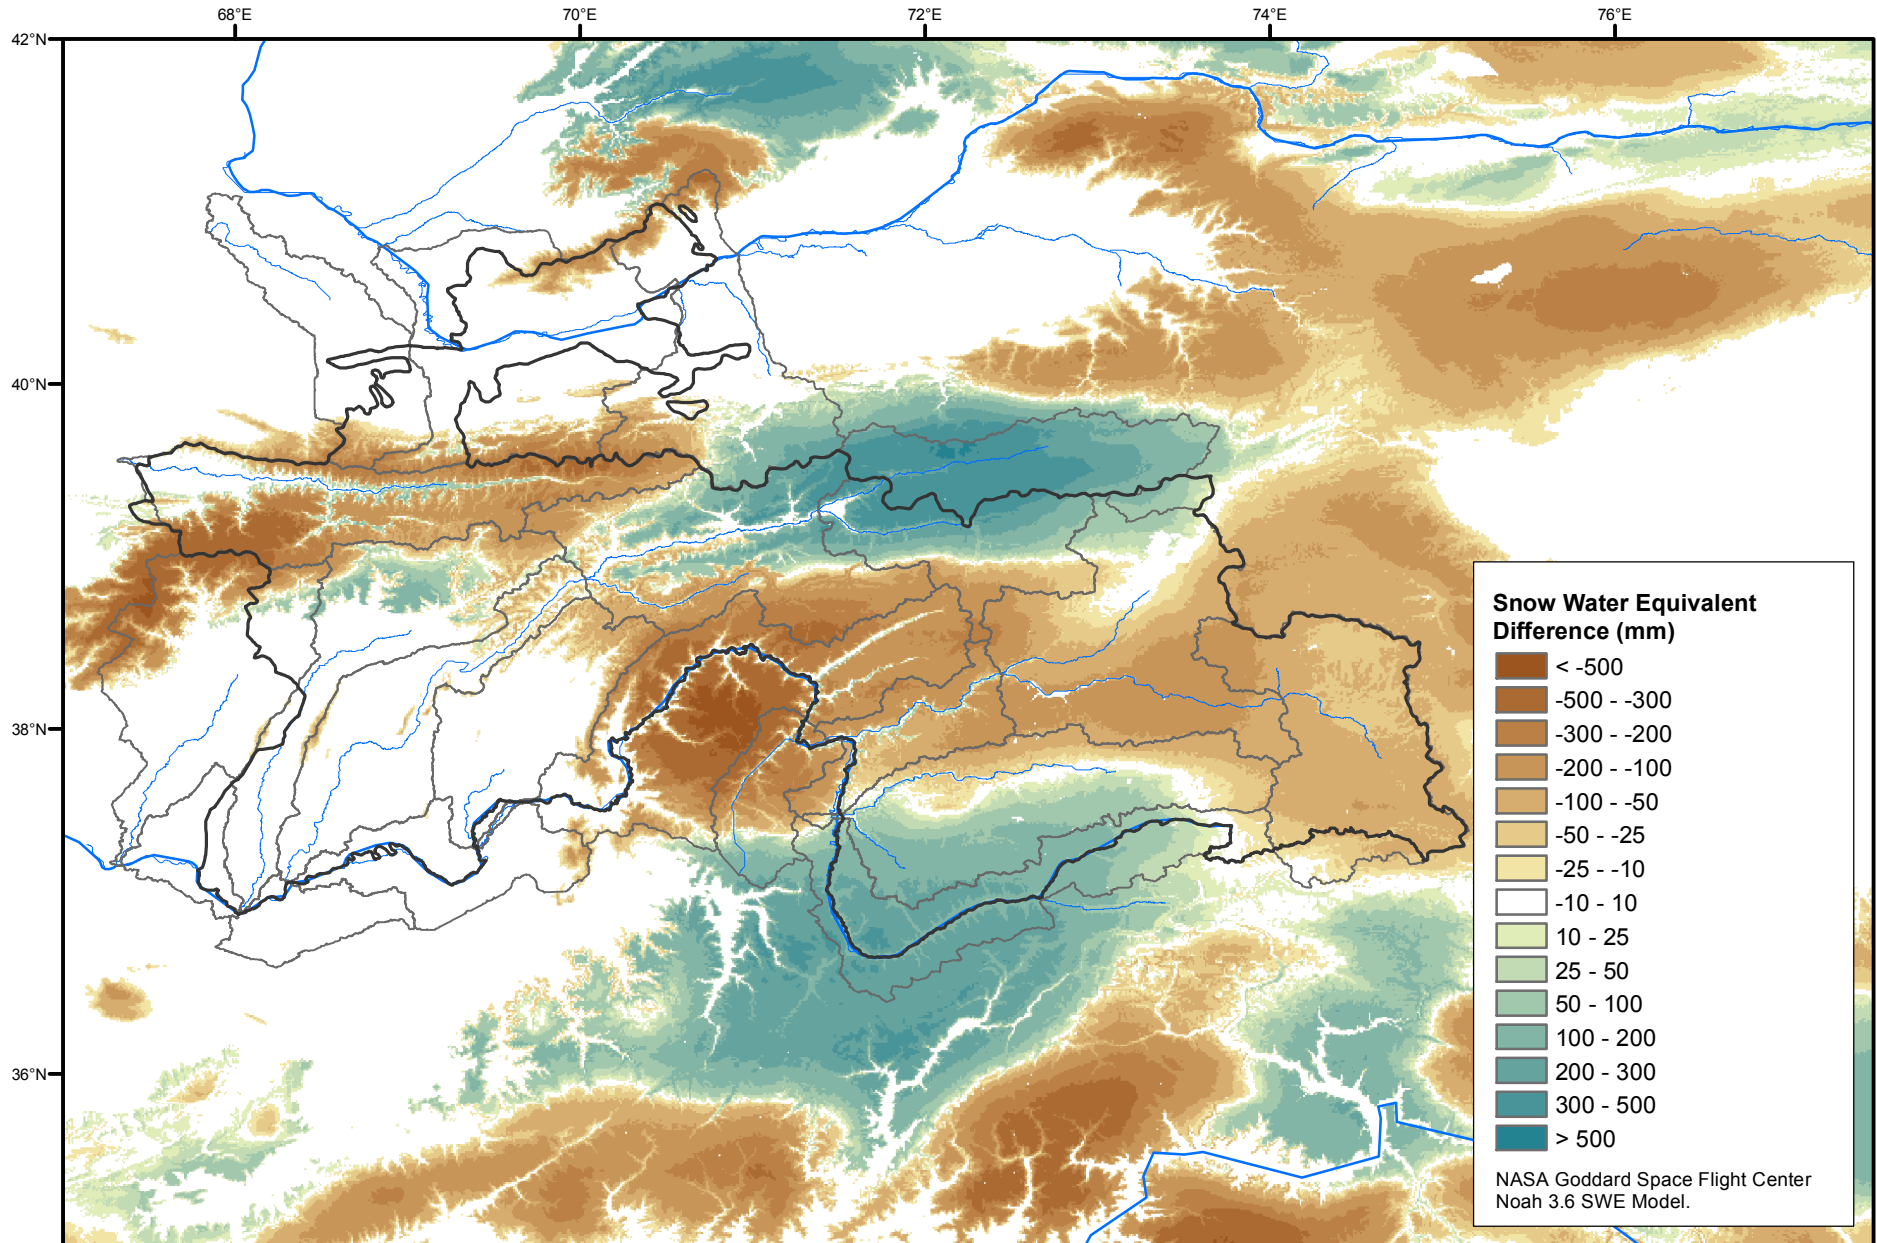 68°E 70°E 72°E 74°E 76°E
42°N
40°N
38°N
36°N
Snow Water Equivalent
Difference (mm)
< -500
-500 - -300
-300 - -200
-200 - -100
-100 - -50
-50 - -25
-25 - -10
-10 - 10
10 - 25
25 - 50
50 - 100
100 - 200
200 - 300
300 - 500
> 500
NASA Goddard Space Flight Center
Noah 3.6 SWE Model.